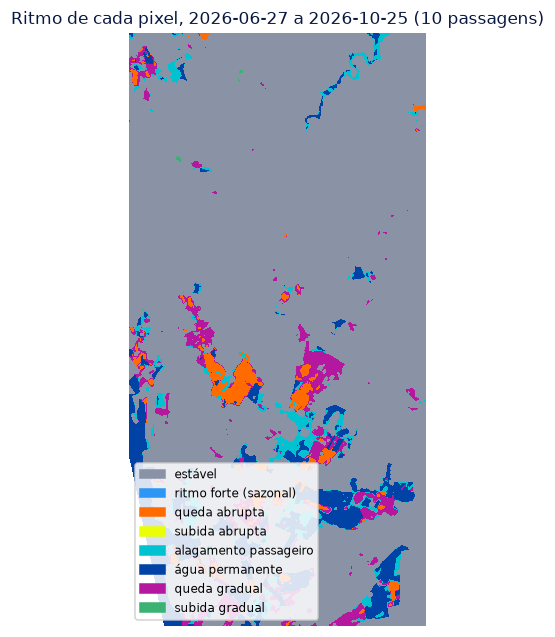 Ritmo de cada pixel, 2026-06-27 a 2026-10-25 (10 passagens)
estável
ritmo forte (sazonal)
queda abrupta
subida abrupta
alagamento passageiro
água permanente
queda gradual
subida gradual